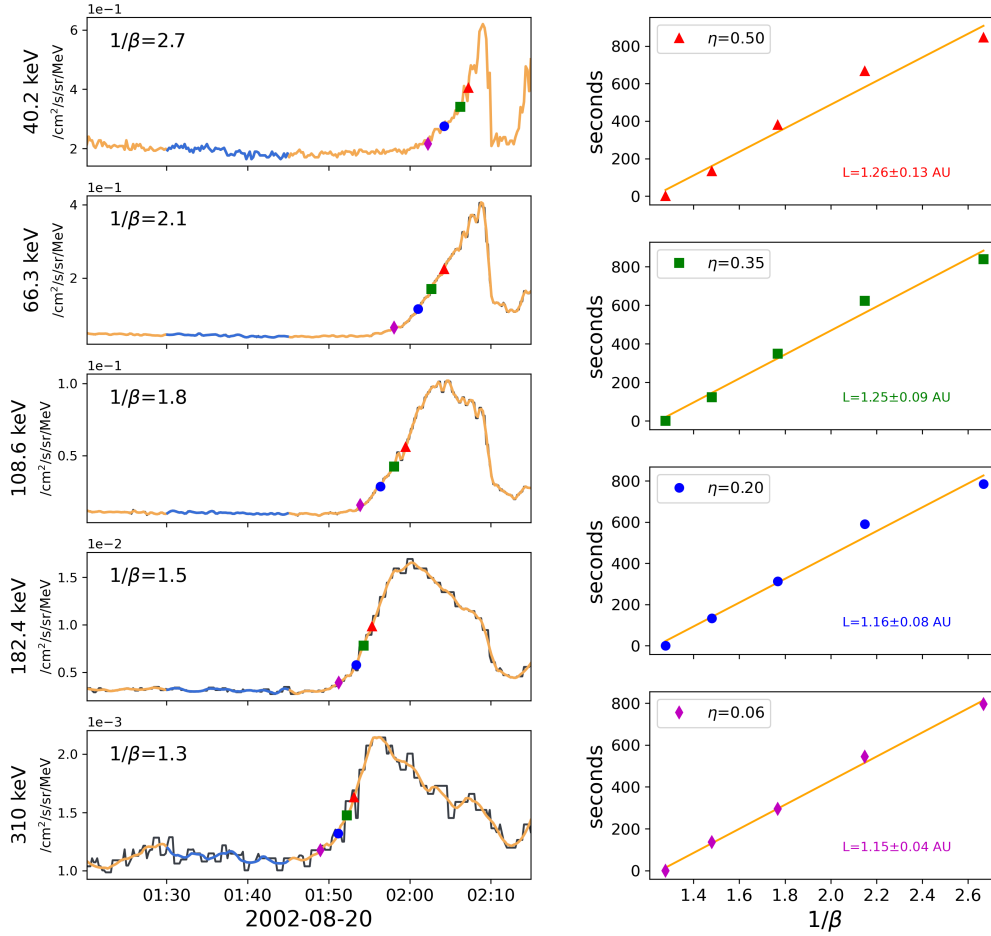 1e−1
40.2 keV
/cm²/s/sr/MeV
1/β=2.7
6
4
2
1e−1
66.3 keV
/cm²/s/sr/MeV
1/β=2.1
4
2
1e−1
108.6 keV
/cm²/s/sr/MeV
1/β=1.8
1.0
0.5
1e−2
182.4 keV
/cm²/s/sr/MeV
1/β=1.5
1.5
1.0
0.5
1e−3
310 keV
/cm²/s/sr/MeV
1/β=1.3
2.0
1.5
1.0
01:30 01:40 01:50 02:00 02:10
2002-08-20
seconds
800
600
400
200
0
η=0.50
L=1.26±0.13 AU
seconds
800
600
400
200
0
η=0.35
L=1.25±0.09 AU
seconds
800
600
400
200
0
η=0.20
L=1.16±0.08 AU
seconds
800
600
400
200
0
η=0.06
L=1.15±0.04 AU
1.4 1.6 1.8 2.0 2.2 2.4 2.6
1/β